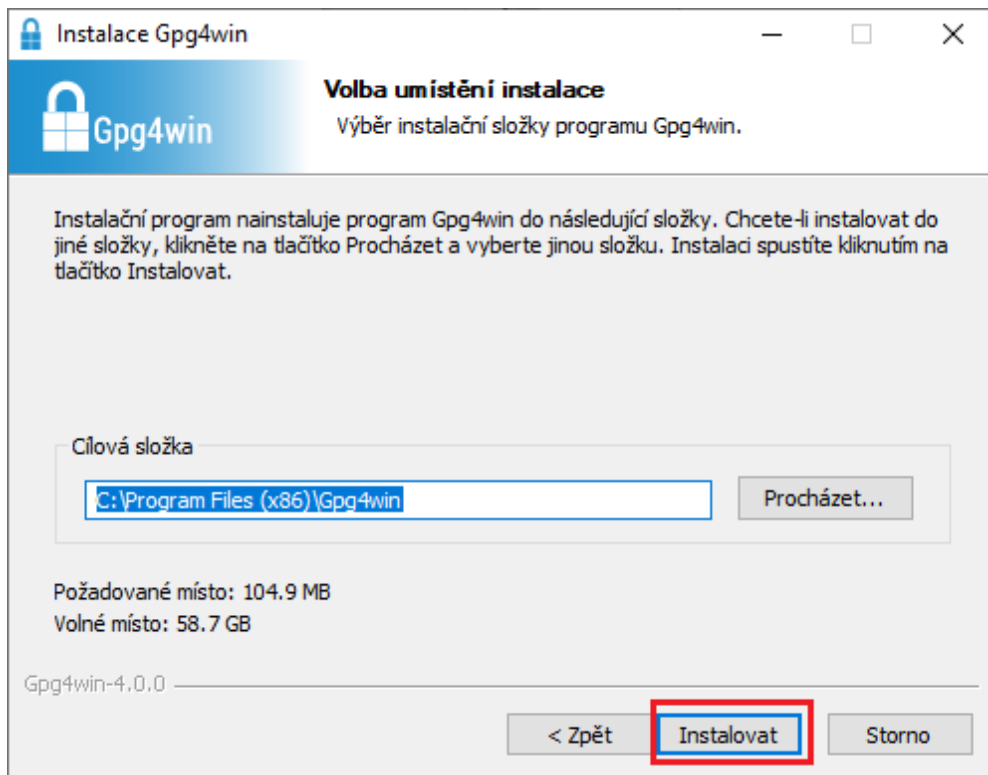 Instalace Gpg4win
Gpg4win
Volba umístění instalace
Výběr instalační složky programu Gpg4win.
Instalační program nainstaluje program Gpg4win do následující složky. Chcete-li instalovat do
jiné složky, klikněte na tlačítko Procházet a vyberte jinou složku. Instalaci spustíte kliknutím na
tlačítko Instalovat.
Cílová složka
C:\Program Files (x86)\Gpg4win
Procházet...
Požadované místo: 104.9 MB
Volné místo: 58.7 GB
Gpg4win-4.0.0
< Zpět
Instalovat
Storno